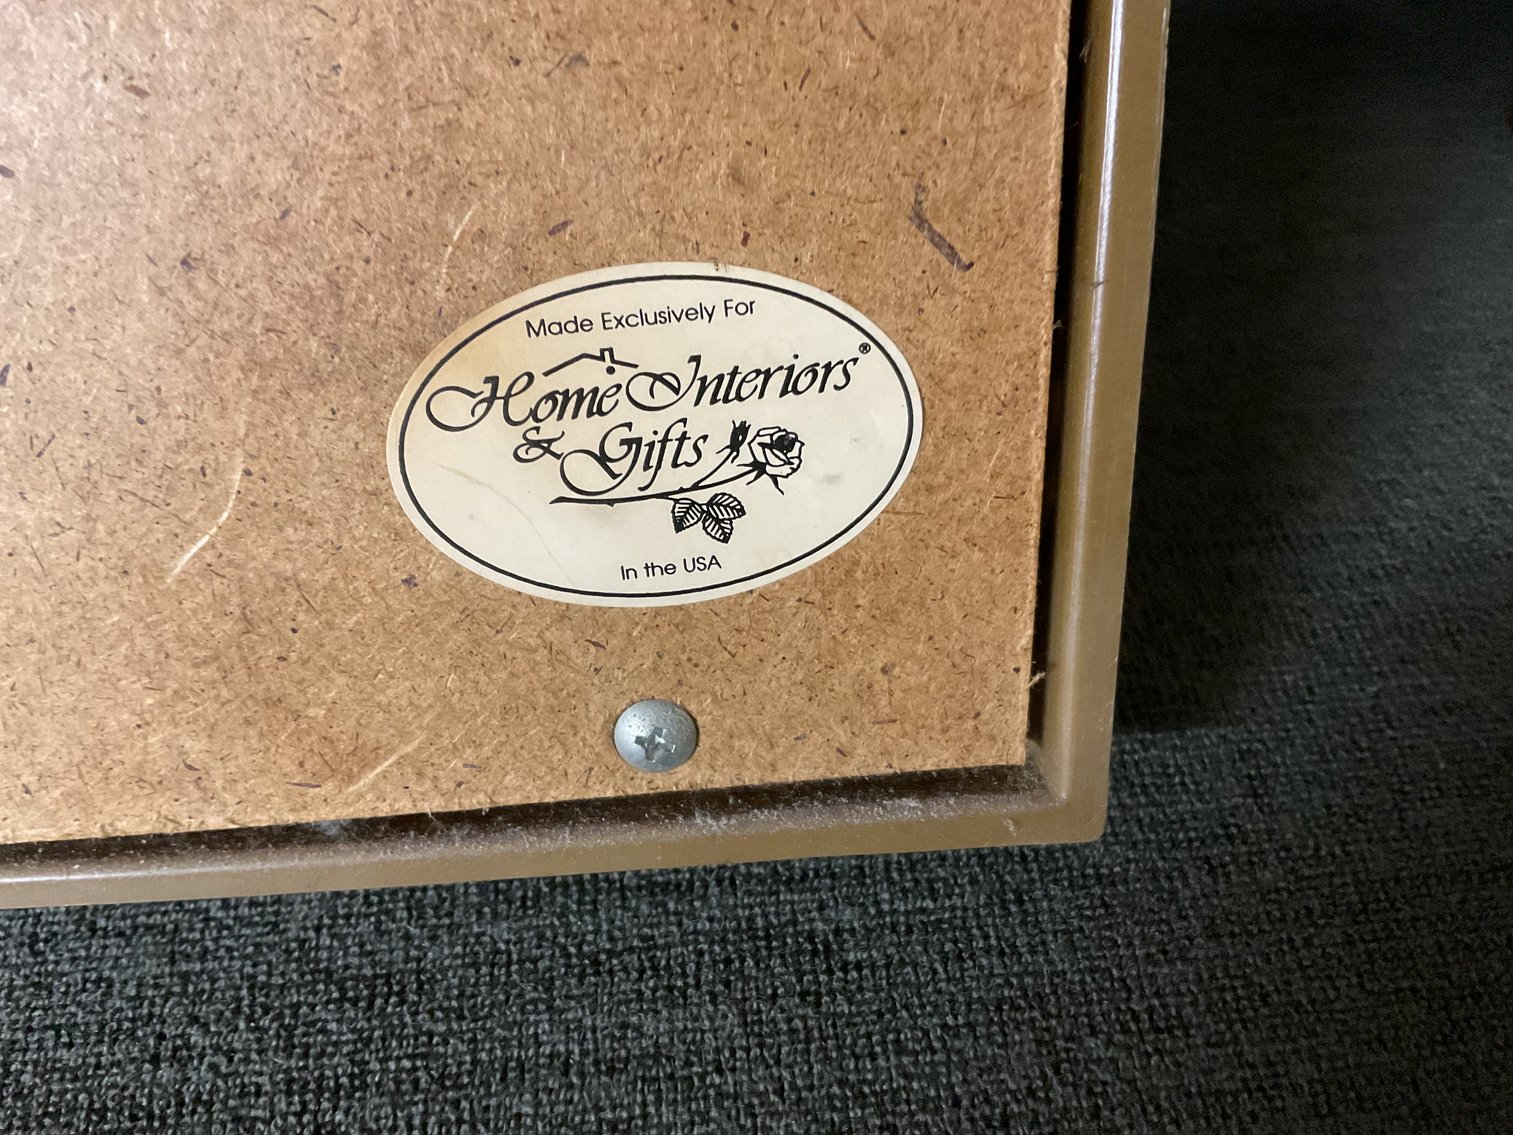 Made Exclusively For
Home Interiors®
& Gifts
In the USA